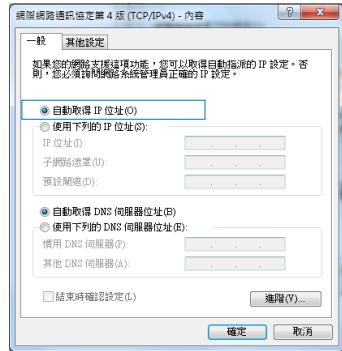 網際網路通訊協定第 4 版 (TCP/IPv4) - 內容
一般
其他設定
如果您的網路支援這項功能，您可以取得自動指派的 IP 設定。否
則，您必須詢問網路系統管理員正確的 IP 設定。
自動取得 IP 位址(O)
使用下列的 IP 位址(S):
IP 位址(I):
子網路遮罩(U):
預設閘道(D):
自動取得 DNS 伺服器位址(B)
使用下列的 DNS 伺服器位址(E):
慣用 DNS 伺服器(P):
其他 DNS 伺服器(A):
結束時確認設定(L)
進階(V)...
確定
取消